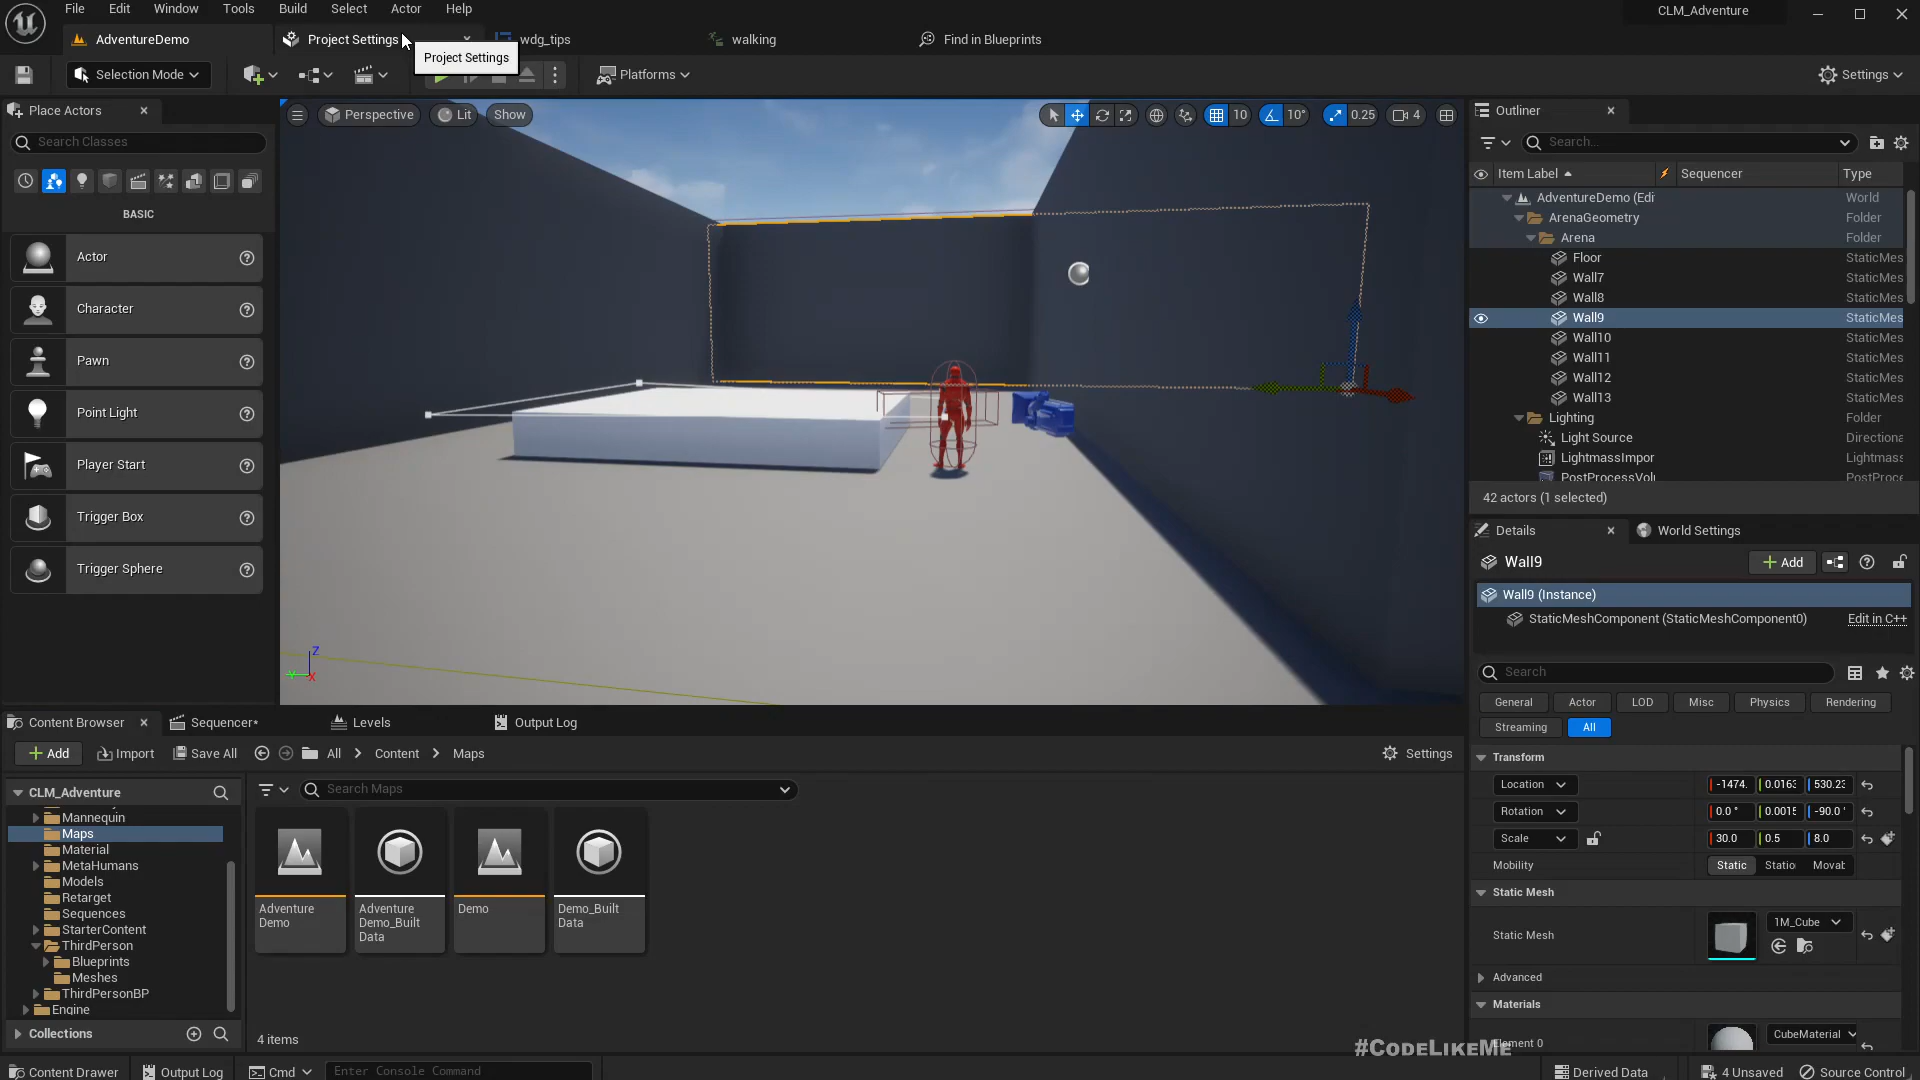 File Edit Window Tools Build Select Actor Help
CLM_Adventure
AdventureDemo
Project Settings
wdg_tips
walking
Find in Blueprints
Project Settings
Selection Mode
Platforms
Settings
Place Actors
Search Classes
BASIC
Actor
Character
Pawn
Point Light
Player Start
Trigger Box
Trigger Sphere
Perspective
Lit
Show
10
10°
0.25
4
Z
Y
X
Outliner
Search...
Item Label
Sequencer
Type
AdventureDemo (Edi
World
ArenaGeometry
Folder
Arena
Folder
Floor
StaticMes
Wall7
StaticMes
Wall8
StaticMes
Wall9
StaticMes
Wall10
StaticMes
Wall11
StaticMes
Wall12
StaticMes
Wall13
StaticMes
Lighting
Folder
Light Source
Directiona
LightmassImpor
Lightmass
PostProcessVolu
PostProce
42 actors (1 selected)
Details
World Settings
Wall9
Add
Wall9 (Instance)
StaticMeshComponent (StaticMeshComponent0)
Edit in C++
Search
General
Actor
LOD
Misc
Physics
Rendering
Streaming
All
Transform
Location
-1474.
0.0163
530.23
Rotation
0.0 °
0.0015
-90.0 °
Scale
30.0
0.5
8.0
Mobility
Static
Statio
Movab
Static Mesh
Static Mesh
1M_Cube
Advanced
Materials
Element 0
CubeMaterial
Content Browser
Sequencer*
Levels
Output Log
Add
Import
Save All
All
Content
Maps
Settings
CLM_Adventure
Mannequin
Maps
Material
MetaHumans
Models
Retarget
Sequences
StarterContent
ThirdPerson
Blueprints
Meshes
ThirdPersonBP
Engine
Collections
Search Maps
Adventure
Demo
Adventure
Demo_Built
Data
Demo
Demo_Built
Data
4 items
#CodeLikeMe
Content Drawer
Output Log
Cmd
Enter Console Command
Derived Data
4 Unsaved
Source Control